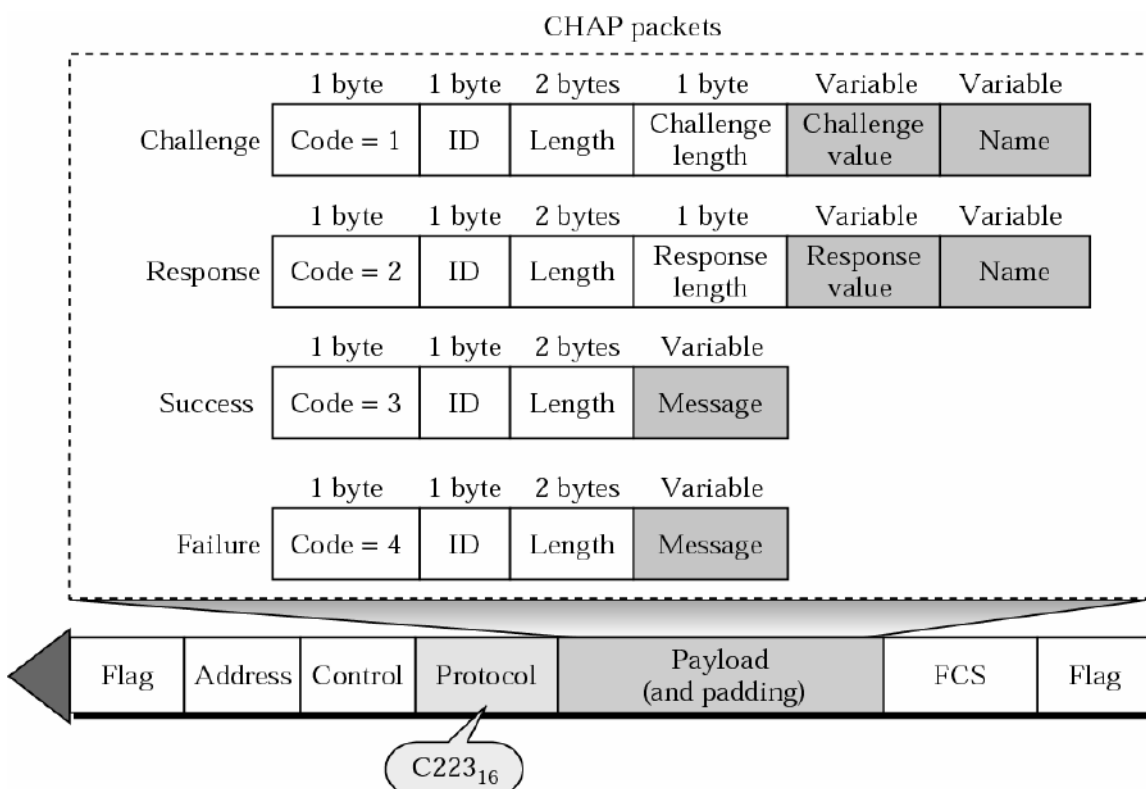 CHAP packets
1 byte 1 byte 2 bytes 1 byte Variable Variable
Challenge Code = 1 ID Length Challenge length Challenge value Name
1 byte 1 byte 2 bytes 1 byte Variable Variable
Response Code = 2 ID Length Response length Response value Name
1 byte 1 byte 2 bytes Variable
Success Code = 3 ID Length Message
1 byte 1 byte 2 bytes Variable
Failure Code = 4 ID Length Message
Flag Address Control Protocol Payload (and padding) FCS Flag
C223₁₆